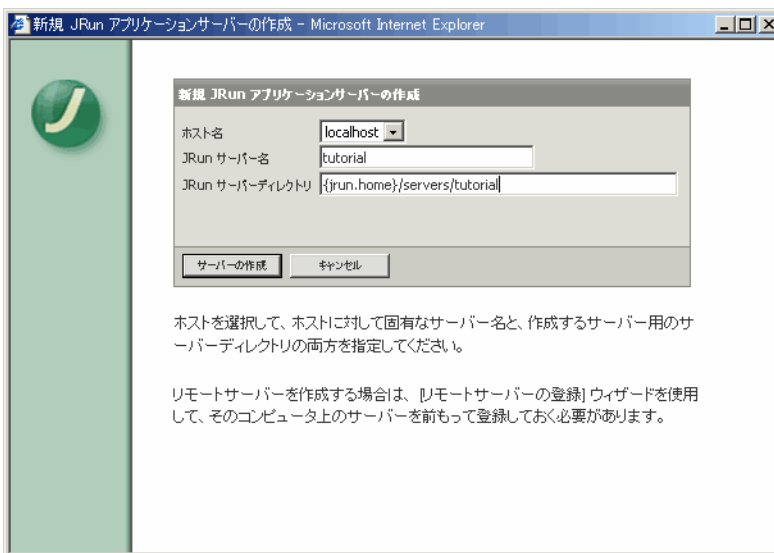 新規 JRun アプリケーションサーバーの作成 - Microsoft Internet Explorer
新規 JRun アプリケーションサーバーの作成
ホスト名 localhost
JRun サーバー名 tutorial
JRun サーバーディレクトリ {jrun.home}/servers/tutorial
サーバーの作成 キャンセル
ホストを選択して、ホストに対して固有なサーバー名と、作成するサーバー用のサ
ーバーディレクトリの両方を指定してください。
リモートサーバーを作成する場合は、[リモートサーバーの登録] ウィザードを使用
して、そのコンピュータ上のサーバーを前もって登録しておく必要があります。